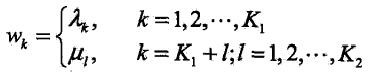 w_k = { λ_k, k = 1,2,⋯,K_1
μ_l, k = K_1 + l; l = 1,2,⋯,K_2